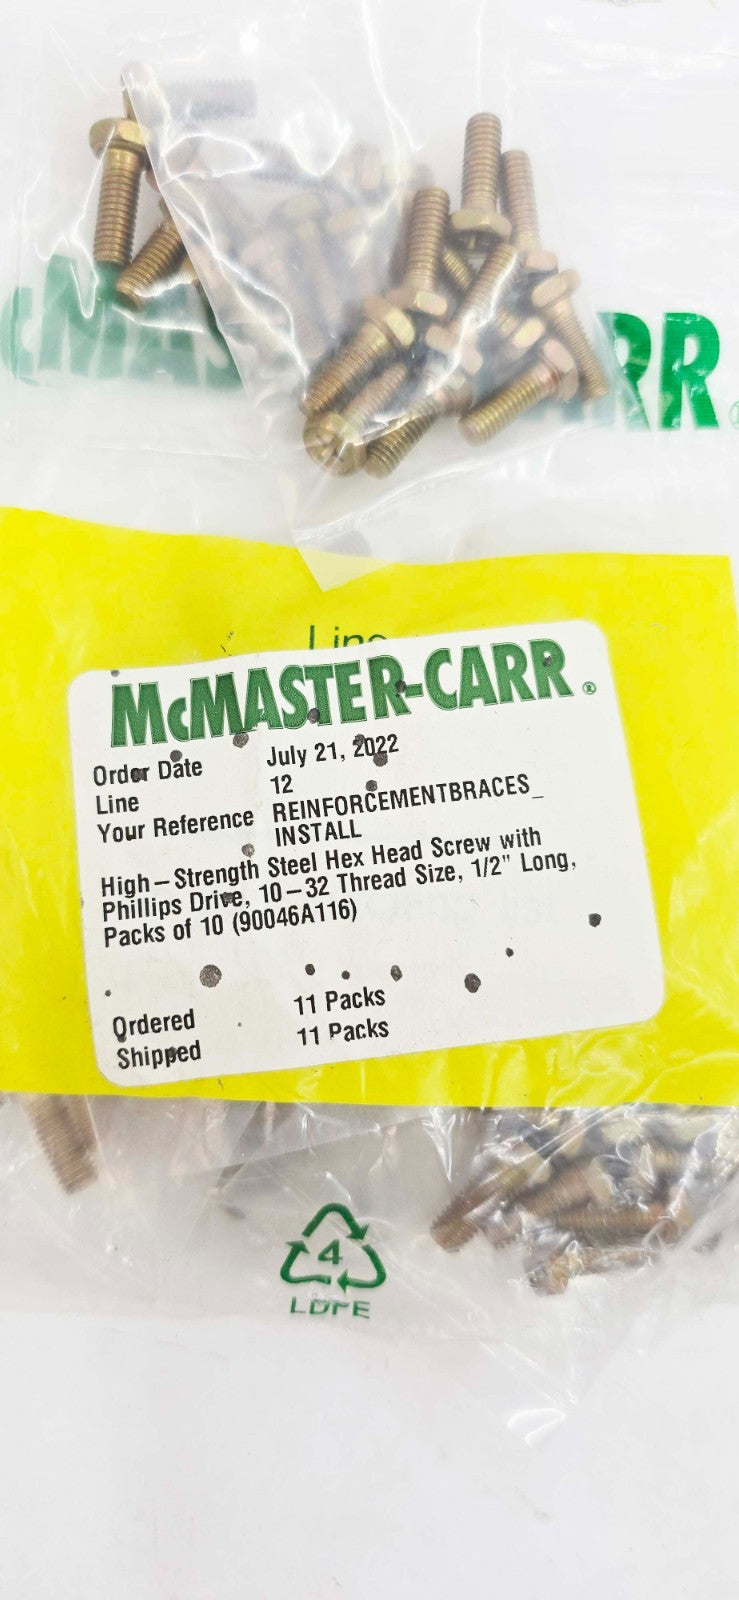 McMASTER-CARR
Line
McMASTER-CARR®
Order Date July 21, 2022
Line 12
Your Reference REINFORCEMENTBRACES_
INSTALL
High-Strength Steel Hex Head Screw with
Phillips Drive, 10-32 Thread Size, 1/2" Long,
Packs of 10 (90046A116)
Ordered 11 Packs
Shipped 11 Packs
4
LDPE